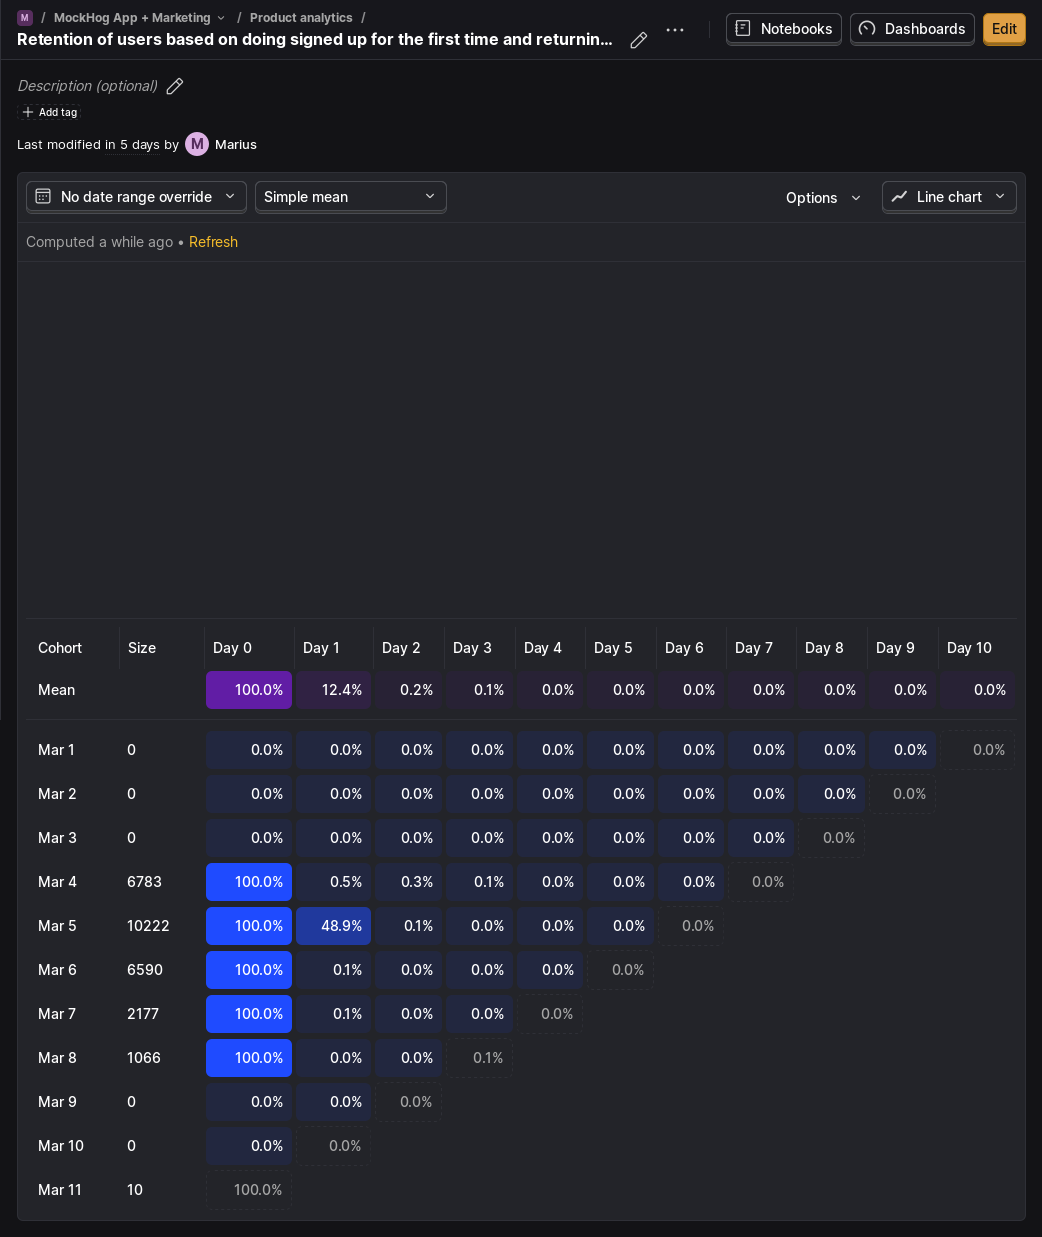 M / MockHog App + Marketing / Product analytics /
Retention of users based on doing signed up for the first time and returnin...
Notebooks Dashboards Edit
Description (optional)
Add tag
Last modified in 5 days by M Marius
No date range override Simple mean Options Line chart
Computed a while ago • Refresh
Cohort Size Day 0 Day 1 Day 2 Day 3 Day 4 Day 5 Day 6 Day 7 Day 8 Day 9 Day 10
Mean 100.0% 12.4% 0.2% 0.1% 0.0% 0.0% 0.0% 0.0% 0.0% 0.0% 0.0%
Mar 1 0 0.0% 0.0% 0.0% 0.0% 0.0% 0.0% 0.0% 0.0% 0.0% 0.0% 0.0%
Mar 2 0 0.0% 0.0% 0.0% 0.0% 0.0% 0.0% 0.0% 0.0% 0.0% 0.0%
Mar 3 0 0.0% 0.0% 0.0% 0.0% 0.0% 0.0% 0.0% 0.0% 0.0%
Mar 4 6783 100.0% 0.5% 0.3% 0.1% 0.0% 0.0% 0.0% 0.0%
Mar 5 10222 100.0% 48.9% 0.1% 0.0% 0.0% 0.0% 0.0%
Mar 6 6590 100.0% 0.1% 0.0% 0.0% 0.0% 0.0%
Mar 7 2177 100.0% 0.1% 0.0% 0.0% 0.0%
Mar 8 1066 100.0% 0.0% 0.0% 0.1%
Mar 9 0 0.0% 0.0% 0.0%
Mar 10 0 0.0% 0.0%
Mar 11 10 100.0%